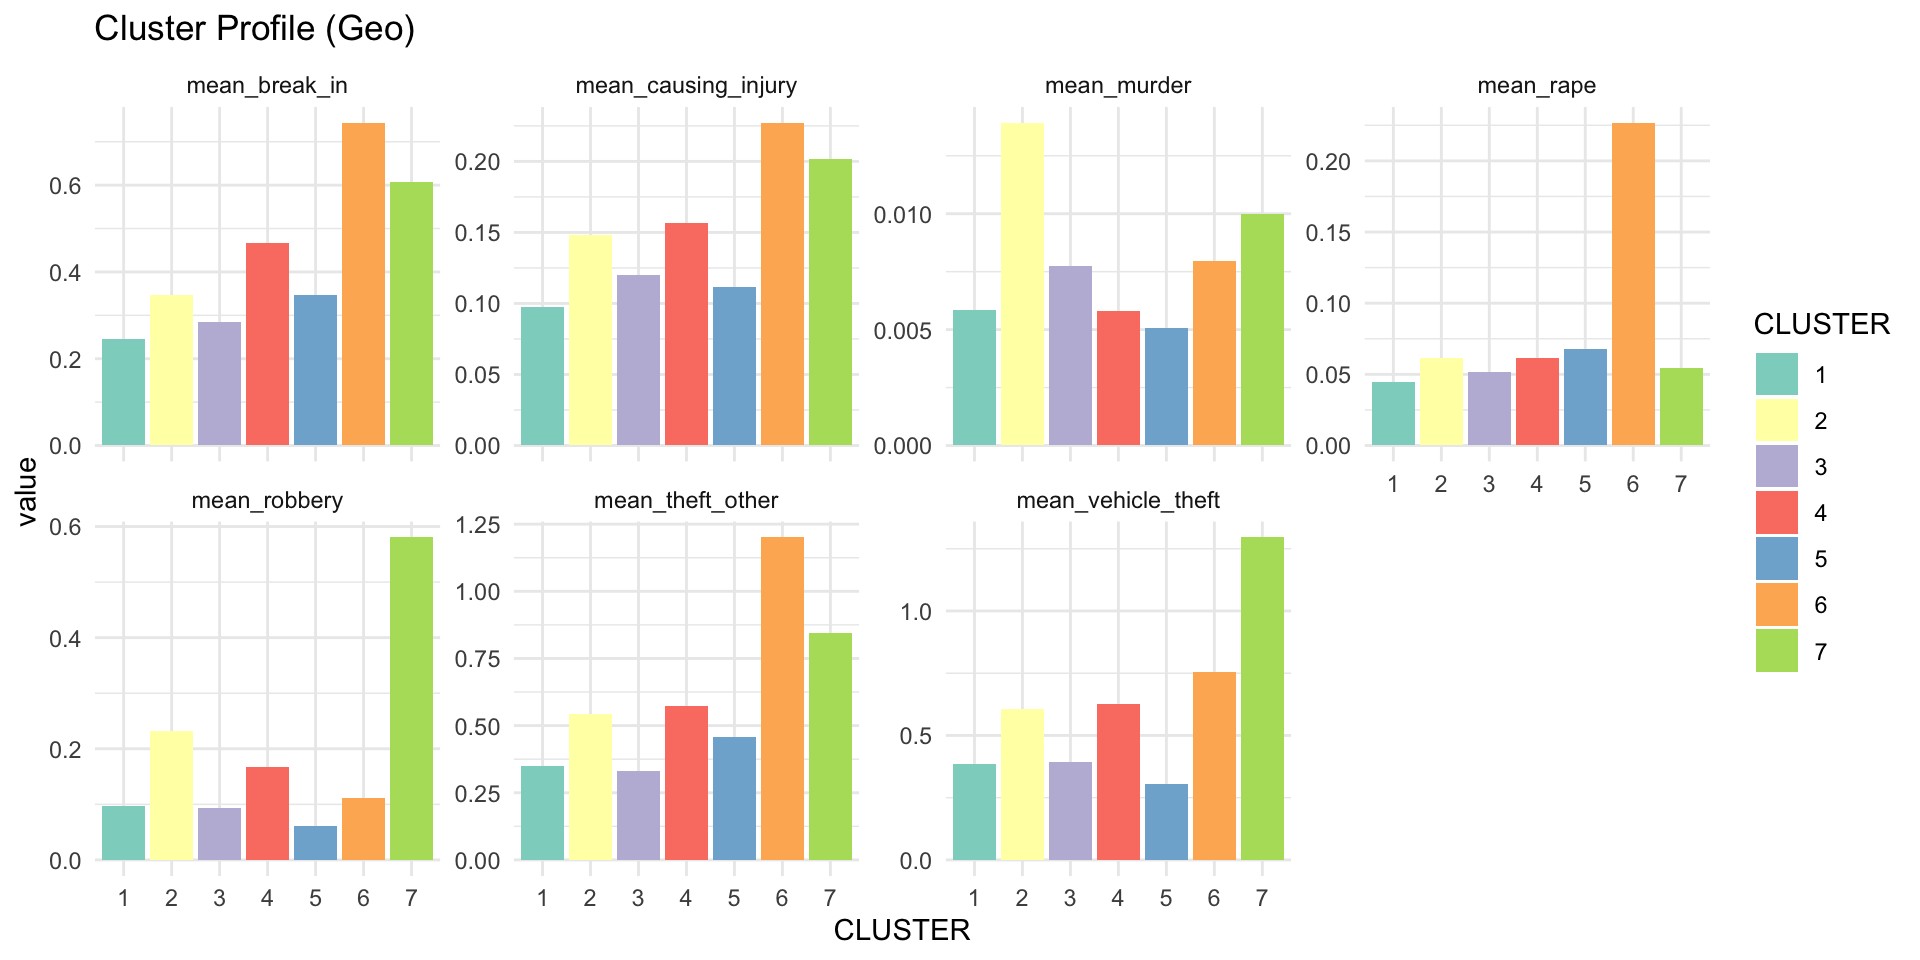 Cluster Profile (Geo)
mean_break_in
mean_causing_injury
mean_murder
mean_rape
0.6
0.4
0.2
0.0
0.20
0.15
0.10
0.05
0.00
0.010
0.005
0.000
0.20
0.15
0.10
0.05
0.00
1 2 3 4 5 6 7
value
mean_robbery
mean_theft_other
mean_vehicle_theft
0.6
0.4
0.2
0.0
1.25
1.00
0.75
0.50
0.25
0.00
1.0
0.5
0.0
1 2 3 4 5 6 7
1 2 3 4 5 6 7
1 2 3 4 5 6 7
CLUSTER
CLUSTER
1
2
3
4
5
6
7